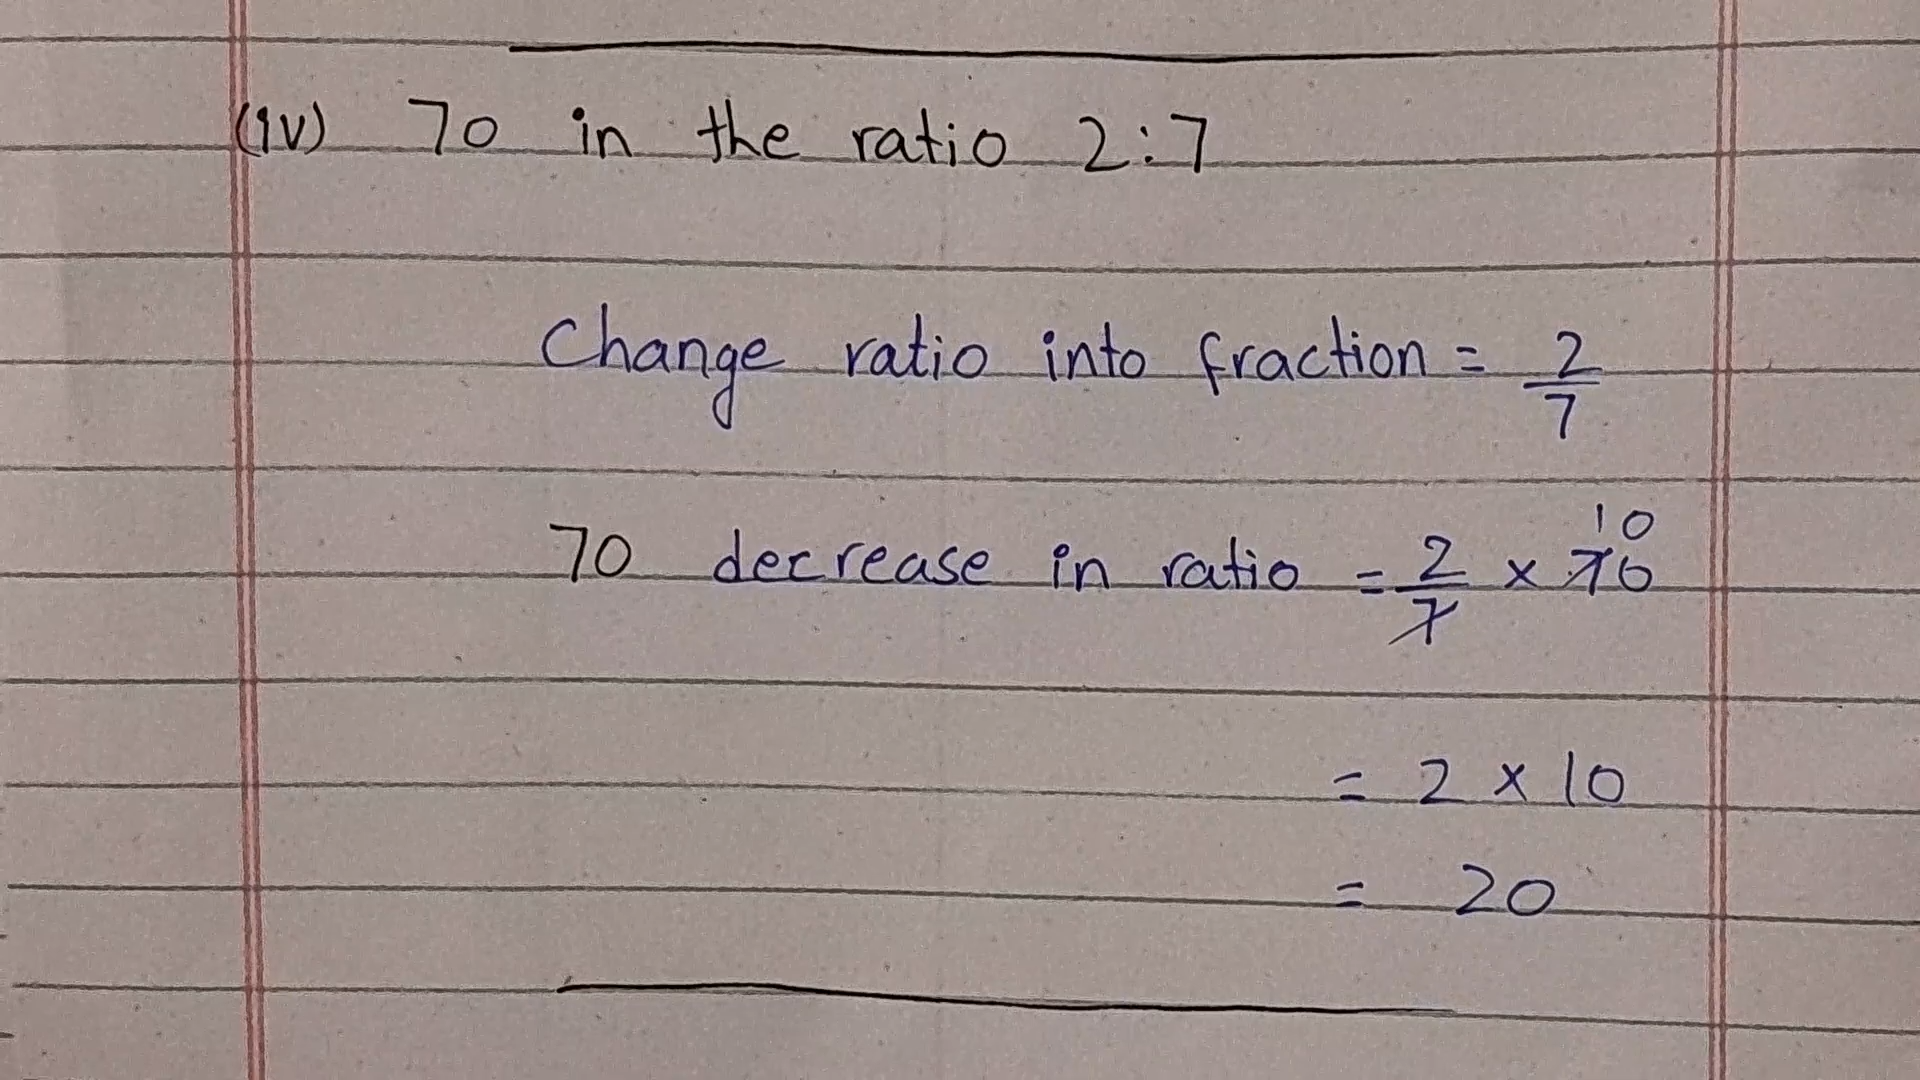 (iv) 70 in the ratio 2:7
Change ratio into fraction = 2/7
70 decrease in ratio = 2/7 × 70 10
= 2 × 10
= 20